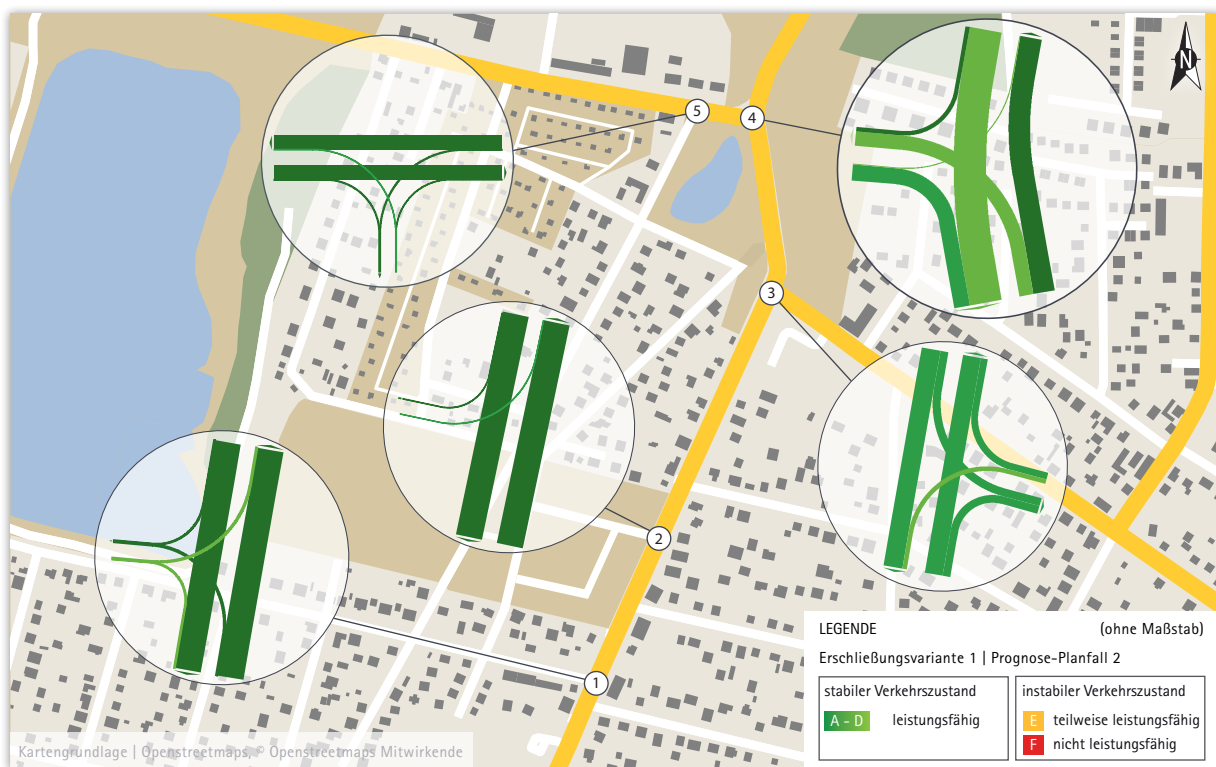 N
5
4
3
2
1
LEGENDE (ohne Maßstab)
Erschließungsvariante 1 | Prognose-Planfall 2
stabiler Verkehrszustand
A - D leistungsfähig
instabiler Verkehrszustand
E teilweise leistungsfähig
F nicht leistungsfähig
Kartengrundlage | Openstreetmaps, © Openstreetmaps Mitwirkende